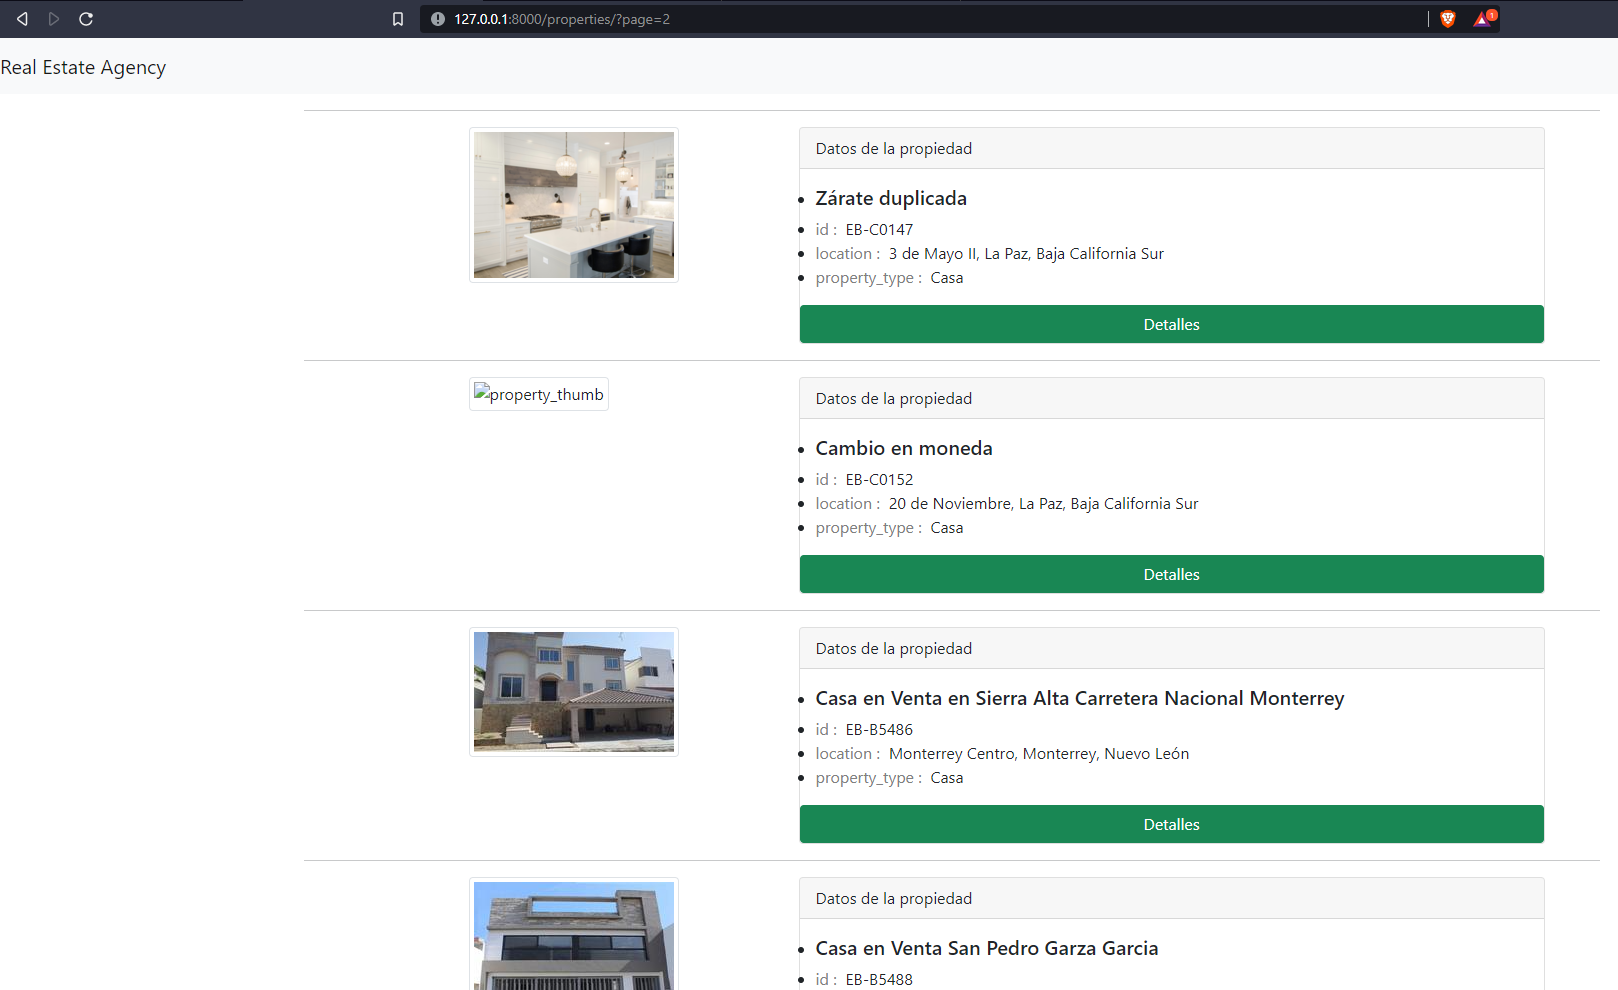 127.0.0.1:8000/properties/?page=2
1
Real Estate Agency
Datos de la propiedad
Zárate duplicada
id : EB-C0147
location : 3 de Mayo II, La Paz, Baja California Sur
property_type : Casa
Detalles
property_thumb
Datos de la propiedad
Cambio en moneda
id : EB-C0152
location : 20 de Noviembre, La Paz, Baja California Sur
property_type : Casa
Detalles
Datos de la propiedad
Casa en Venta en Sierra Alta Carretera Nacional Monterrey
id : EB-B5486
location : Monterrey Centro, Monterrey, Nuevo León
property_type : Casa
Detalles
Datos de la propiedad
Casa en Venta San Pedro Garza Garcia
id : EB-B5488